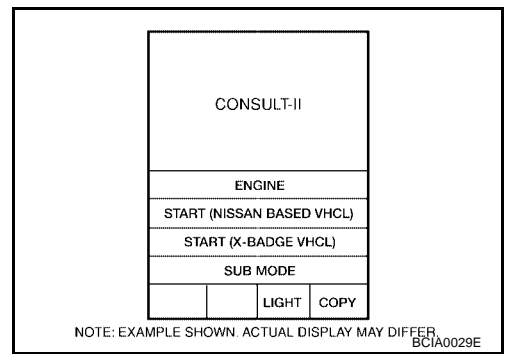 CONSULT-II
ENGINE
START (NISSAN BASED VHCL)
START (X-BADGE VHCL)
SUB MODE
LIGHT COPY
NOTE: EXAMPLE SHOWN. ACTUAL DISPLAY MAY DIFFER.
BCIA0029E